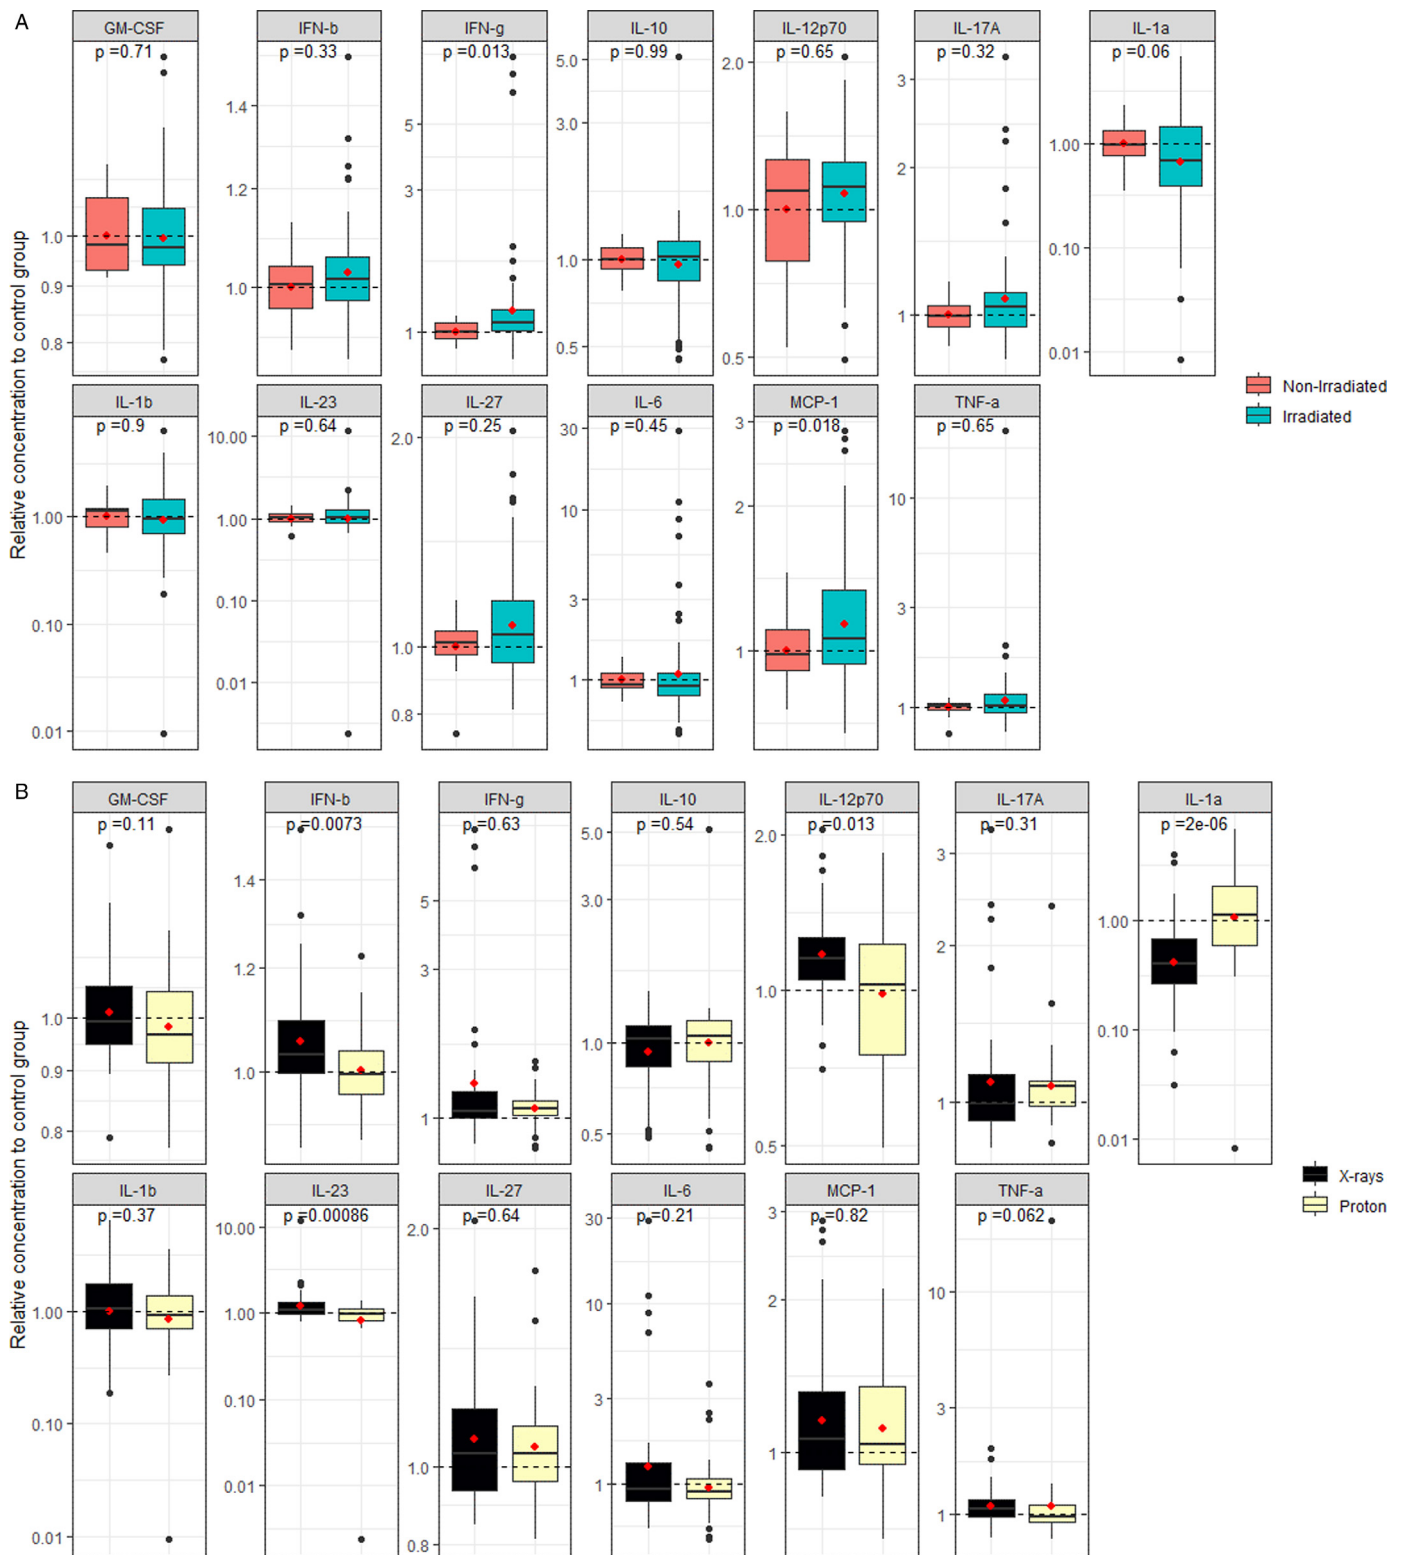 A
GM-CSF IFN-b IFN-g IL-10 IL-12p70 IL-17A IL-1a
p =0.71 p =0.33 p =0.013 p =0.99 p =0.65 p =0.32 p =0.06
1.0 0.9 0.8
1.4 1.2 1.0
5 3 1
5.0 3.0 1.0 0.5
2.0 1.0 0.5
3 2 1
1.00 0.10 0.01
Relative concentration to control group
Non-Irradiated
Irradiated
IL-1b IL-23 IL-27 IL-6 MCP-1 TNF-a
p =0.9 p =0.64 p =0.25 p =0.45 p =0.018 p =0.65
1.00 0.10 0.01
10.00 1.00 0.10 0.01
2.0 1.0 0.8
30 10 3 1
3 2 1
10 3 1
B
GM-CSF IFN-b IFN-g IL-10 IL-12p70 IL-17A IL-1a
p =0.11 p =0.0073 p =0.63 p =0.54 p =0.013 p =0.31 p =2e-06
1.0 0.9 0.8
1.4 1.2 1.0
5 3 1
5.0 3.0 1.0 0.5
2.0 1.0 0.5
3 2 1
1.00 0.10 0.01
Relative concentration to control group
X-rays
Proton
IL-1b IL-23 IL-27 IL-6 MCP-1 TNF-a
p =0.37 p =0.00086 p =0.64 p =0.21 p =0.82 p =0.062
1.00 0.10 0.01
10.00 1.00 0.10 0.01
2.0 1.0 0.8
30 10 3 1
3 2 1
10 3 1